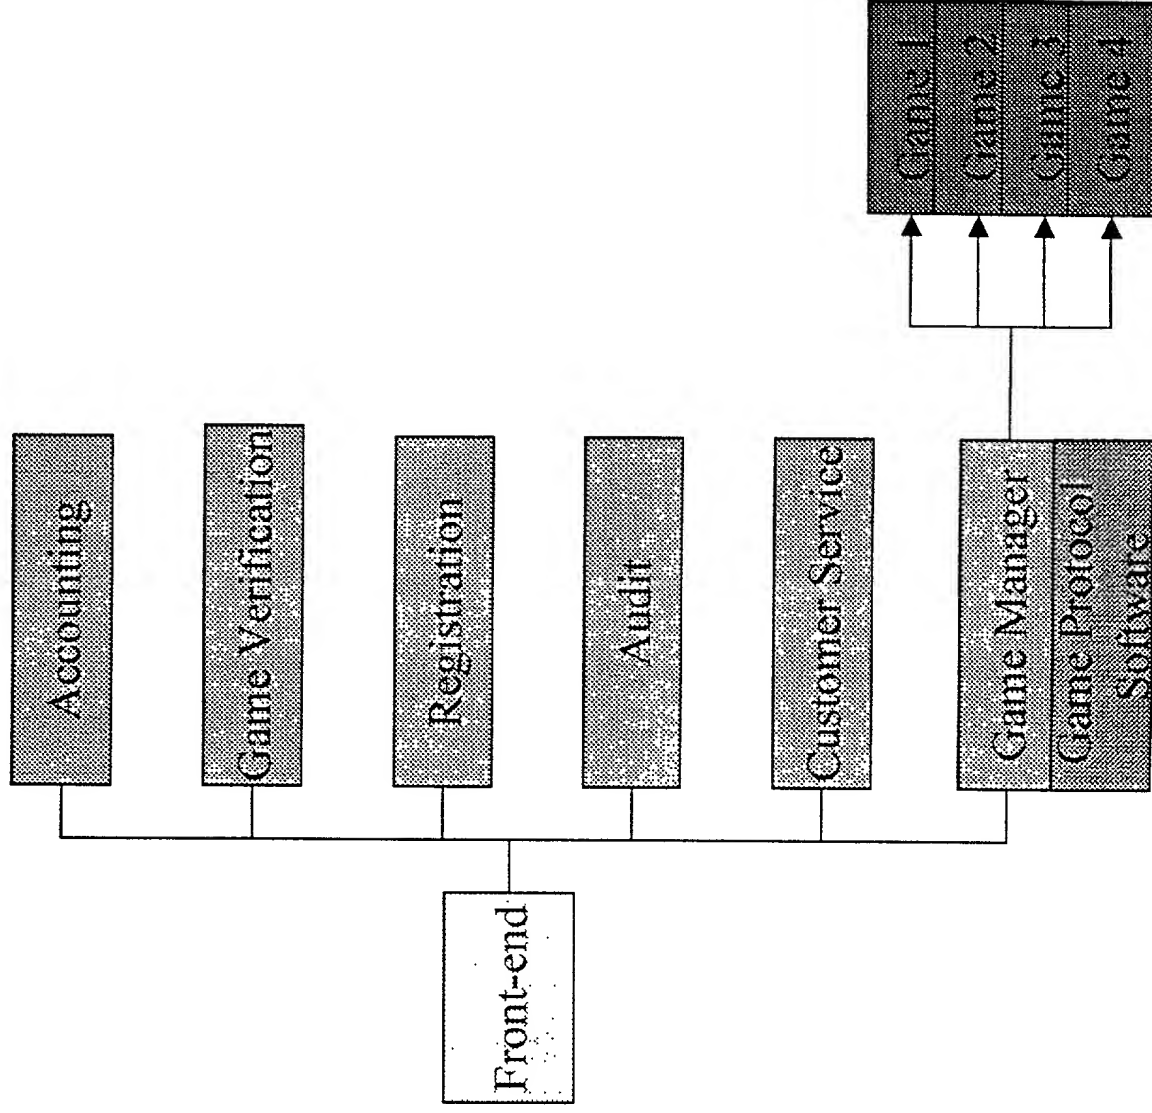 Front-end
Accounting
Game Verification
Registration
Audit
Customer Service
Game Manager
Game Protocol
Software
Game 1
Game 2
Game 3
Game 4